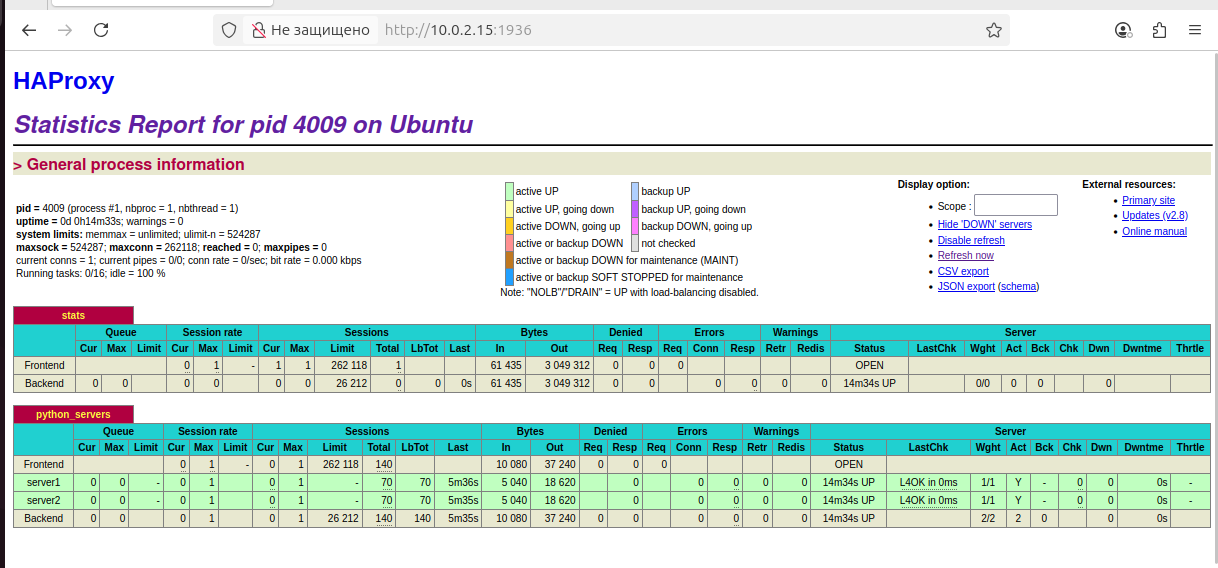 Не защищено http://10.0.2.15:1936
HAProxy
Statistics Report for pid 4009 on Ubuntu
> General process information
pid = 4009 (process #1, nbproc = 1, nbthread = 1)
uptime = 0d 0h14m33s; warnings = 0
system limits: memmax = unlimited; ulimit-n = 524287
maxsock = 524287; maxconn = 262118; reached = 0; maxpipes = 0
current conns = 1; current pipes = 0/0; conn rate = 0/sec; bit rate = 0.000 kbps
Running tasks: 0/16; idle = 100 %
active UP backup UP
active UP, going down backup UP, going down
active DOWN, going up backup DOWN, going up
active or backup DOWN not checked
active or backup DOWN for maintenance (MAINT)
active or backup SOFT STOPPED for maintenance
Note: "NOLB"/"DRAIN" = UP with load-balancing disabled.
Display option:
Scope :
Hide 'DOWN' servers
Disable refresh
Refresh now
CSV export
JSON export (schema)
External resources:
Primary site
Updates (v2.8)
Online manual
stats
Queue Session rate Sessions Bytes Denied Errors Warnings Server
Cur Max Limit Cur Max Limit Cur Max Limit Total LbTot Last In Out Req Resp Req Conn Resp Retr Redis Status LastChk Wght Act Bck Chk Dwn Dwntme Thrtle
Frontend 0 1 - 1 1 262 118 1 61 435 3 049 312 0 0 0 OPEN
Backend 0 0 0 0 0 0 26 212 0 0 0s 61 435 3 049 312 0 0 0 0 0 0 14m34s UP 0/0 0 0 0
python_servers
Queue Session rate Sessions Bytes Denied Errors Warnings Server
Cur Max Limit Cur Max Limit Cur Max Limit Total LbTot Last In Out Req Resp Req Conn Resp Retr Redis Status LastChk Wght Act Bck Chk Dwn Dwntme Thrtle
Frontend 0 1 - 0 1 262 118 140 10 080 37 240 0 0 0 OPEN
server1 0 0 - 0 1 0 1 - 70 70 5m36s 5 040 18 620 0 0 0 0 0 14m34s UP L4OK in 0ms 1/1 Y - 0 0 0s -
server2 0 0 - 0 1 0 1 - 70 70 5m35s 5 040 18 620 0 0 0 0 0 14m34s UP L4OK in 0ms 1/1 Y - 0 0 0s -
Backend 0 0 0 1 0 1 26 212 140 140 5m35s 10 080 37 240 0 0 0 0 0 0 14m34s UP 2/2 2 0 0 0s